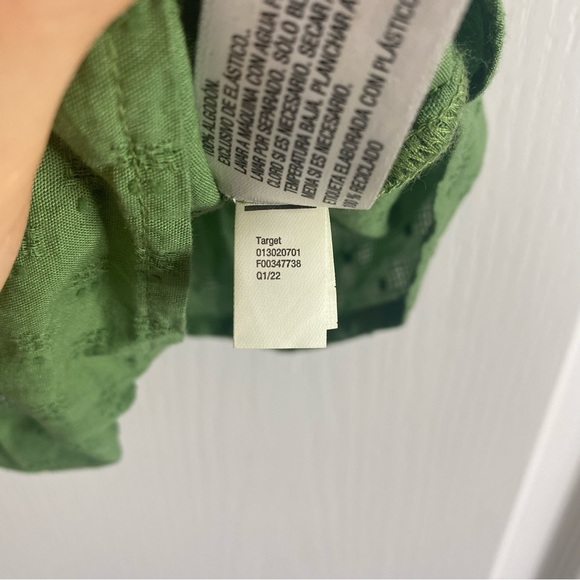 100% ALGODÓN.
EXCLUSIVO DE ELÁSTICO..
LAVAR A MÁQUINA CON AGUA F
LAVAR POR SEPARADO. SÓLO BL
CLORO SI ES NECESARIO. SECAR A
TEMPERATURA BAJA. PLANCHAR A
MEDIA SI ES NECESARIO.
ETIQUETA ELABORADA CON PLÁSTICO
100 % RECICLADO
Target
013020701
F00347738
Q1/22